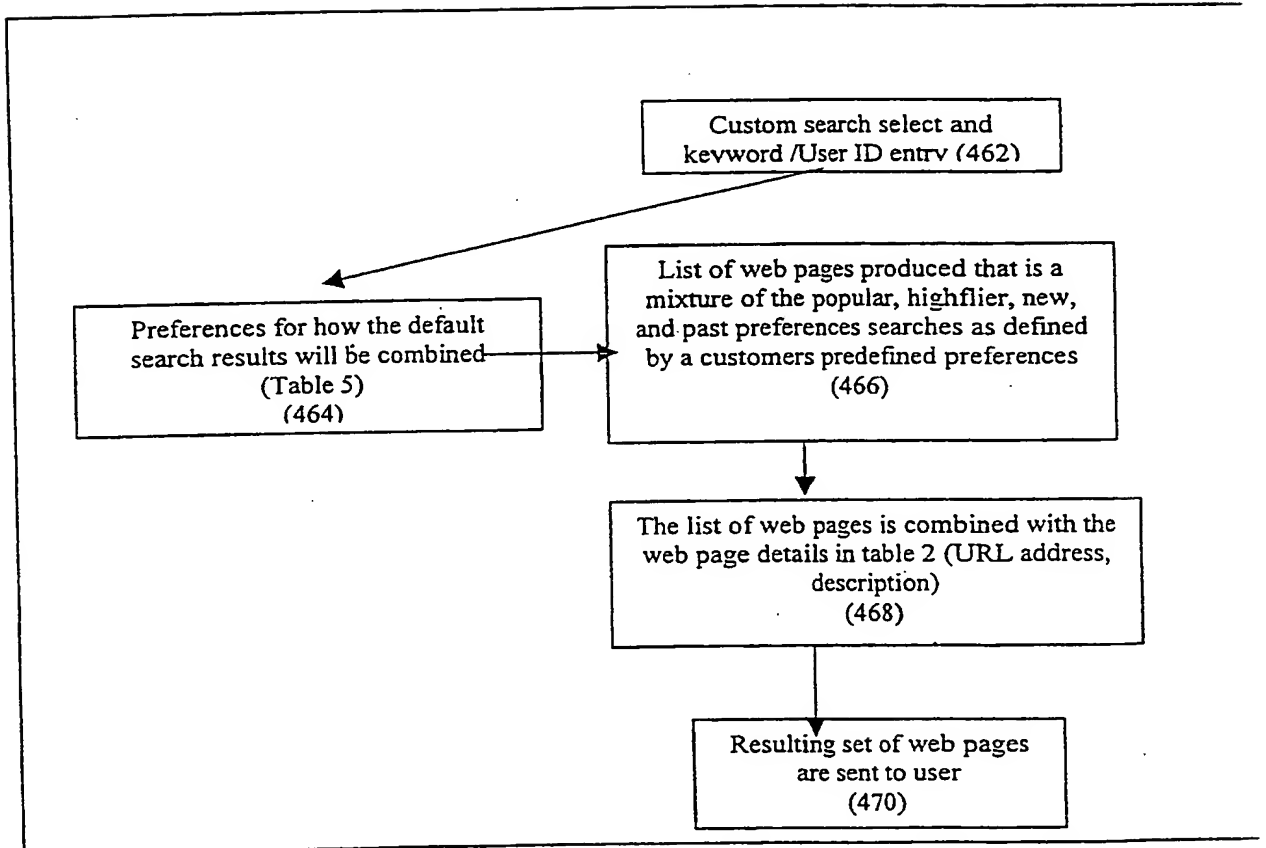 Custom search select and
keyword /User ID entry (462)
Preferences for how the default
search results will be combined
(Table 5)
(464)
List of web pages produced that is a
mixture of the popular, highflier, new,
and past preferences searches as defined
by a customers predefined preferences
(466)
The list of web pages is combined with the
web page details in table 2 (URL address,
description)
(468)
Resulting set of web pages
are sent to user
(470)